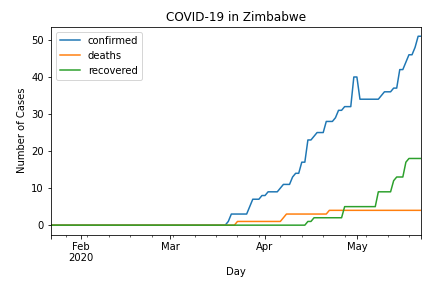 COVID-19 in Zimbabwe
confirmed
deaths
recovered
Number of Cases
50
40
30
20
10
0
Feb
2020
Mar
Apr
May
Day